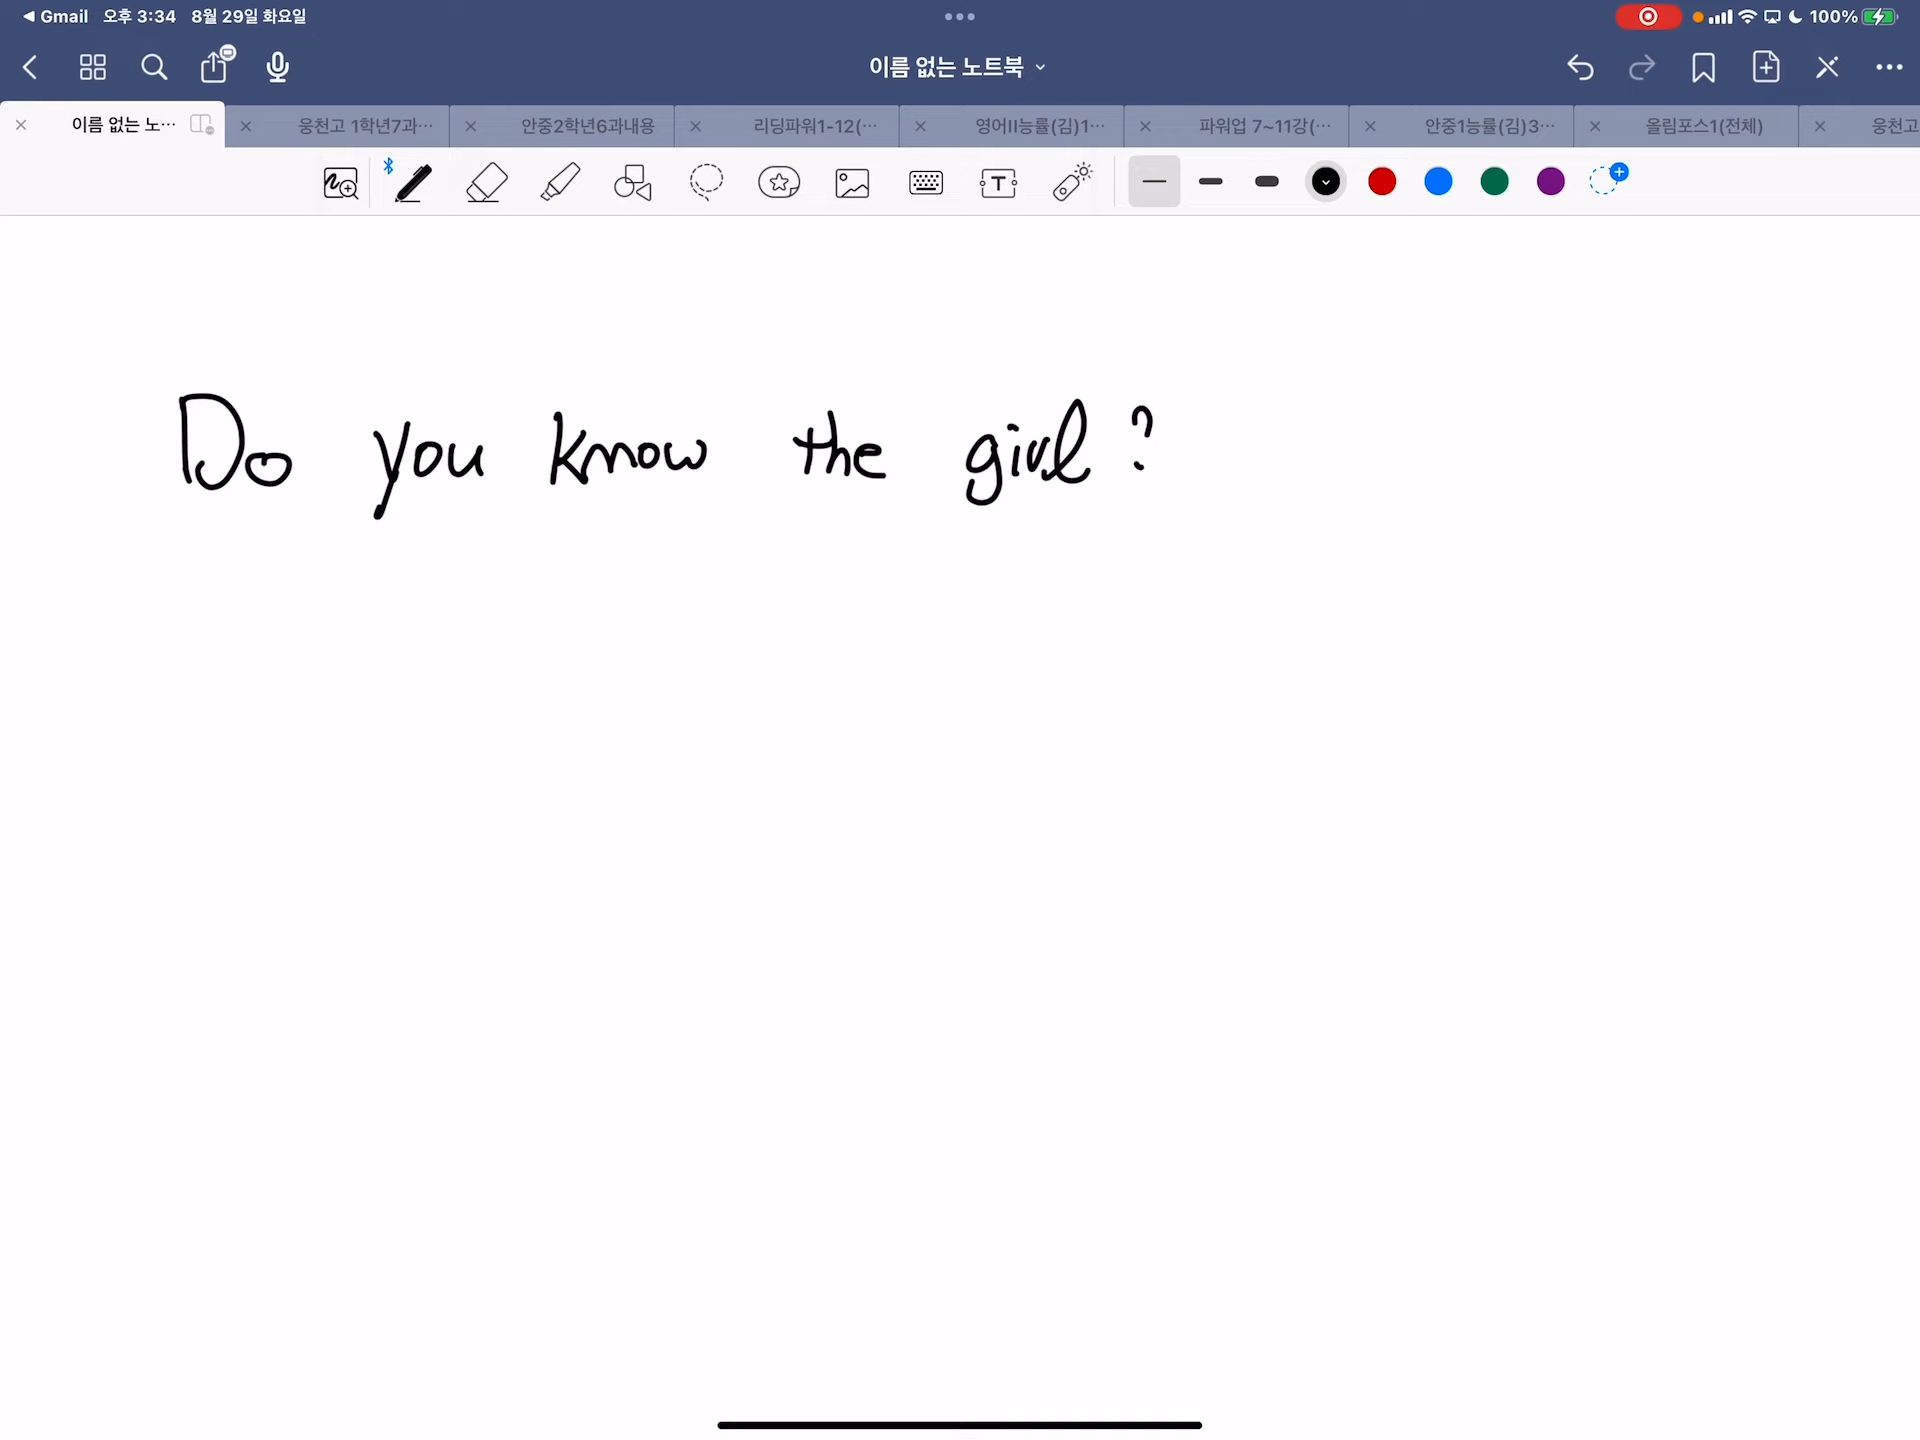 ◀ Gmail 오후 3:34 8월 29일 화요일 100%
이름 없는 노트북
이름 없는 노… 웅천고 1학년7과… 안중2학년6과내용 리딩파워1-12(… 영어II능률(김)1… 파워업 7~11강(… 안중1능률(김)3… 올림포스1(전체) 웅천고
T
Do you know the girl?